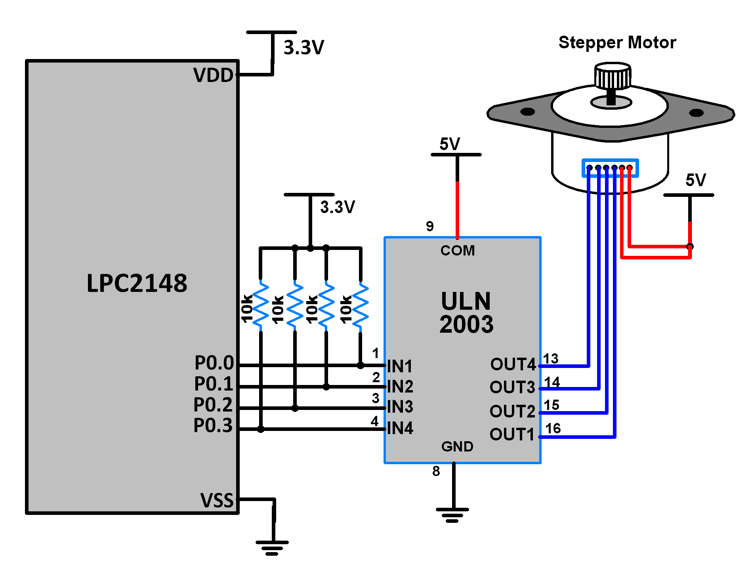 Stepper Motor
3.3V
VDD
5V
5V
3.3V
9
COM
LPC2148
10k
10k
10k
10k
ULN
2003
P0.0
1
IN1
OUT4
13
P0.1
2
IN2
OUT3
14
P0.2
3
IN3
OUT2
15
P0.3
4
IN4
OUT1
16
GND
8
VSS